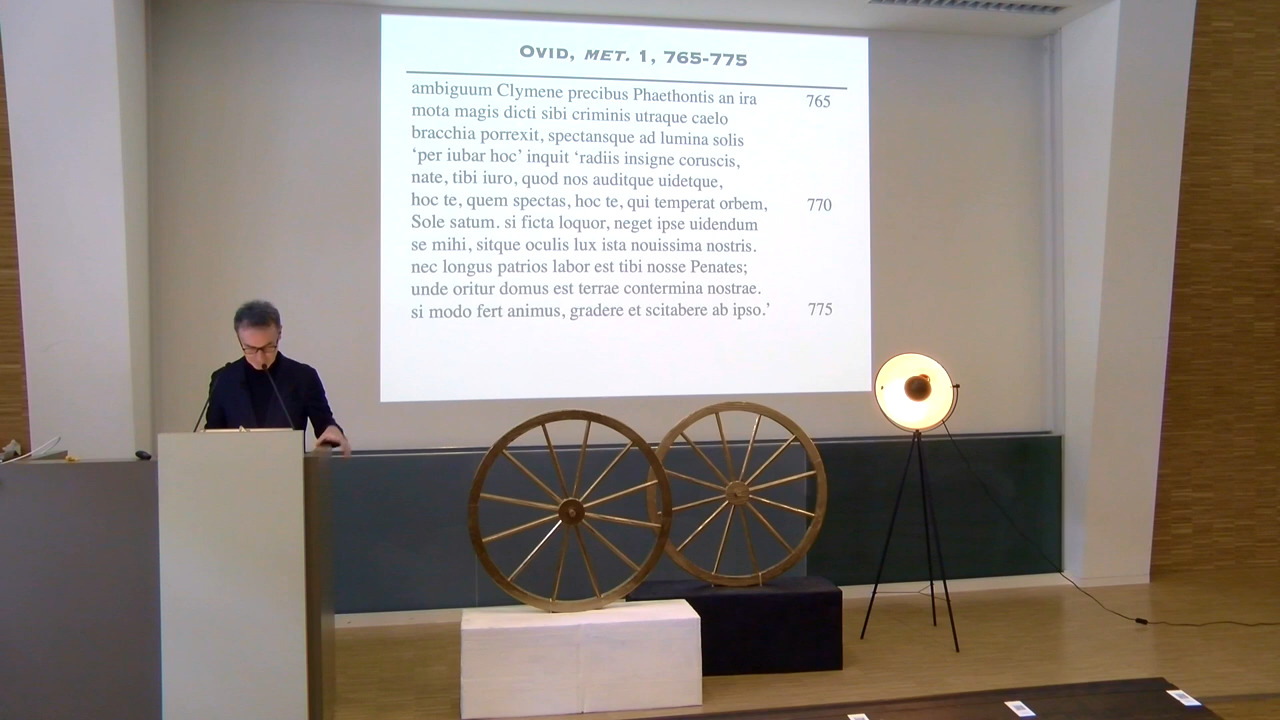 OVID, MET. 1, 765-775
ambiguum Clymene precibus Phaethontis an ira 765
mota magis dicti sibi criminis utraque caelo
bracchia porrexit, spectansque ad lumina solis
‘per iubar hoc’ inquit ‘radiis insigne coruscis,
nate, tibi iuro, quod nos auditque uidetque,
hoc te, quem spectas, hoc te, qui temperat orbem, 770
Sole satum. si ficta loquor, neget ipse uidendum
se mihi, sitque oculis lux ista nouissima nostris.
nec longus patrios labor est tibi nosse Penates;
unde oritur domus est terrae contermina nostrae.
si modo fert animus, gradere et scitabere ab ipso.’ 775